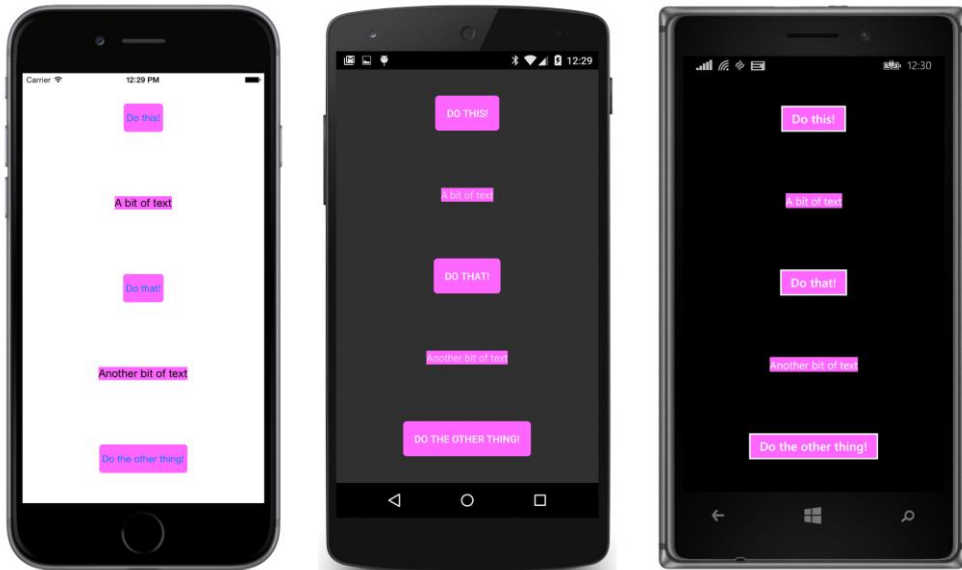 Carrier 12:29 PM
Do this!
A bit of text
Do that!
Another bit of text
Do the other thing!
12:29
DO THIS!
A bit of text
DO THAT!
Another bit of text
DO THE OTHER THING!
12:30
Do this!
A bit of text
Do that!
Another bit of text
Do the other thing!